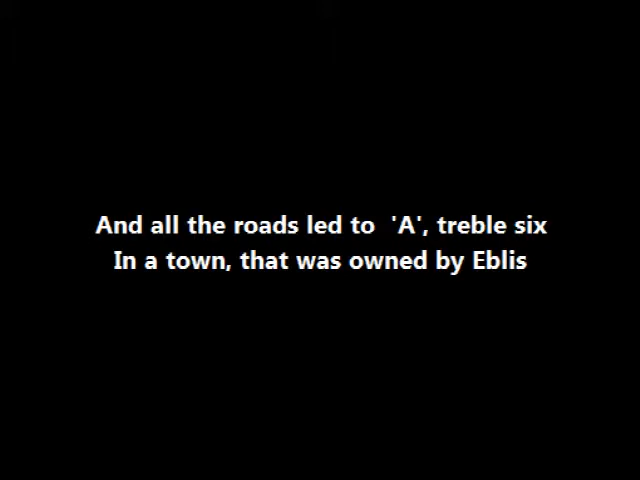 And all the roads led to  'A', treble six
In a town, that was owned by Eblis